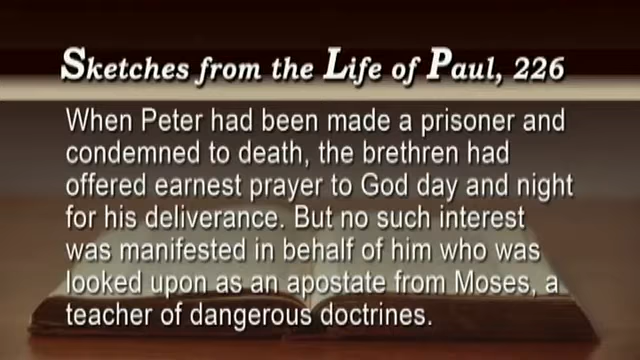 Sketches from the Life of Paul, 226
When Peter had been made a prisoner and
condemned to death, the brethren had
offered earnest prayer to God day and night
for his deliverance. But no such interest
was manifested in behalf of him who was
looked upon as an apostate from Moses, a
teacher of dangerous doctrines.